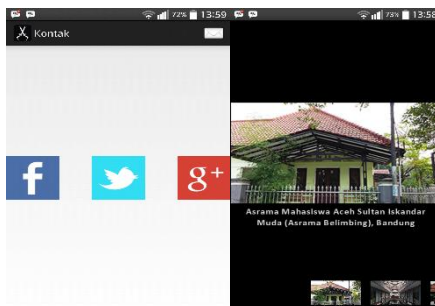 72% 13:59
Kontak
f
g+
73% 13:58
Asrama Mahasiswa Aceh Sultan Iskandar
Muda (Asrama Belimbing), Bandung